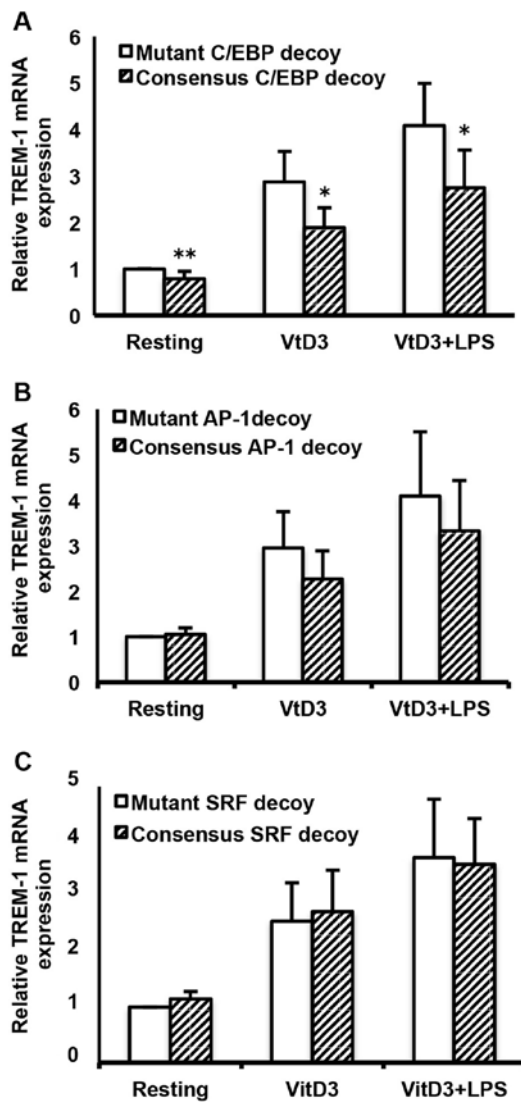 A
Relative TREM-1 mRNA
expression
6
5
4
3
2
1
0
Mutant C/EBP decoy
Consensus C/EBP decoy
**
*
*
Resting VtD3 VtD3+LPS
B
Relative TREM-1 mRNA
expression
6
5
4
3
2
1
0
Mutant AP-1decoy
Consensus AP-1 decoy
Resting VtD3 VtD3+LPS
C
Relative TREM-1 mRNA
expression
5
4
3
2
1
0
Mutant SRF decoy
Consensus SRF decoy
Resting VitD3 VitD3+LPS